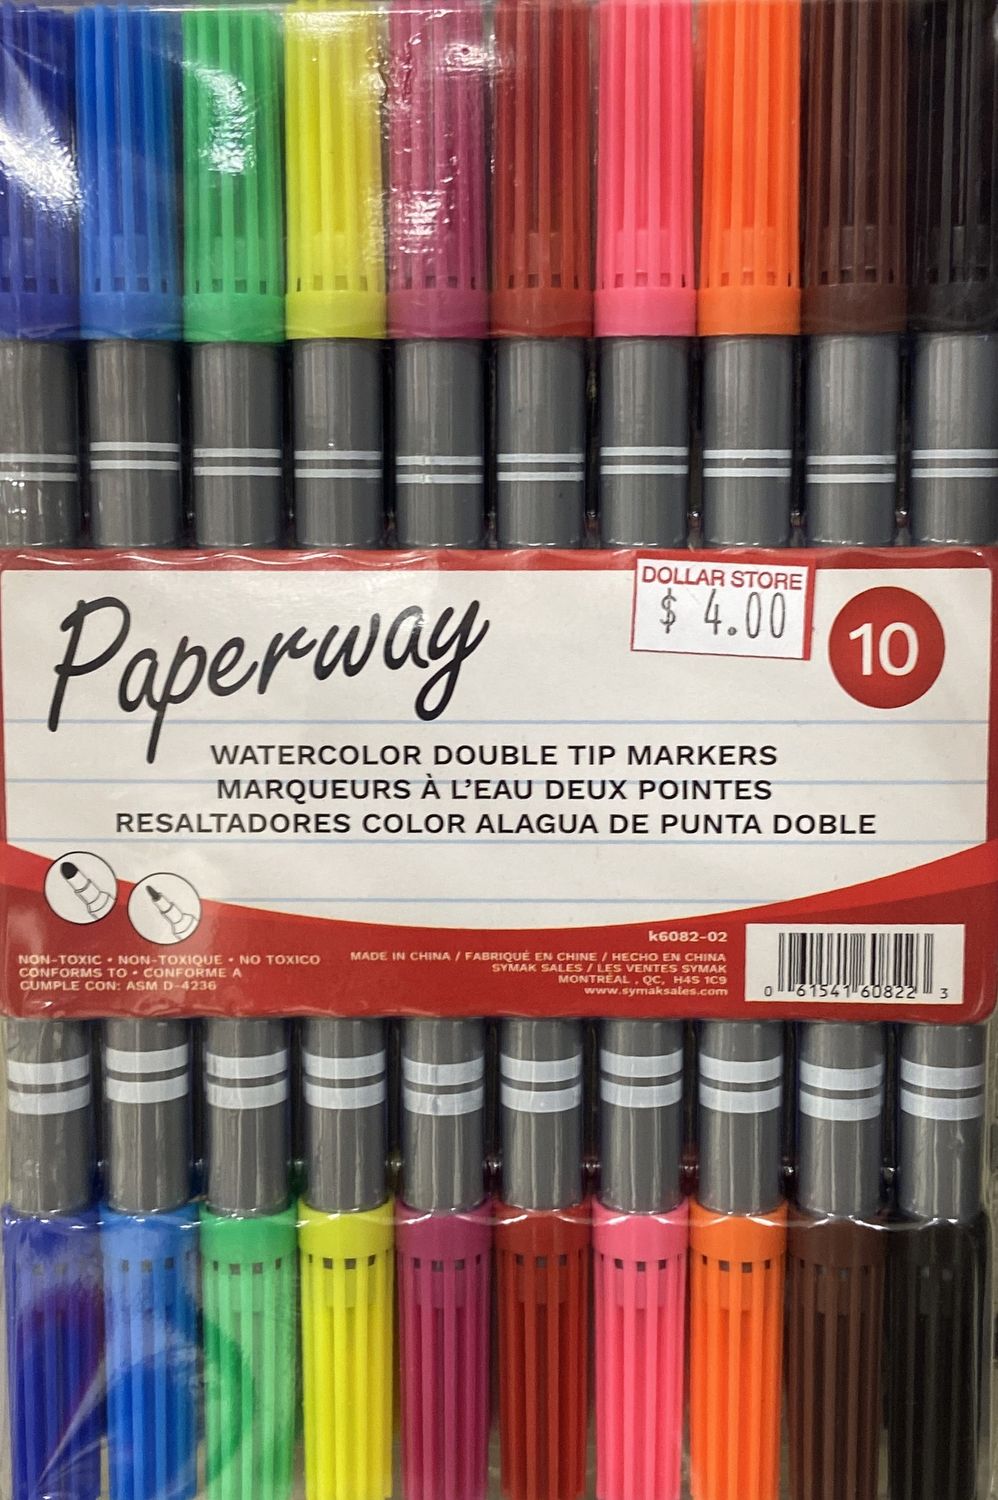 DOLLAR STORE
$ 4.00
Paperway
10
WATERCOLOR DOUBLE TIP MARKERS
MARQUEURS À L'EAU DEUX POINTES
RESALTADORES COLOR ALAGUA DE PUNTA DOBLE
NON-TOXIC • NON-TOXIQUE • NO TOXICO
CONFORMS TO • CONFORME A
CUMPLE CON: ASM D-4236
k6082-02
MADE IN CHINA / FABRIQUÉ EN CHINE / HECHO EN CHINA
SYMAK SALES / LES VENTES SYMAK
MONTRÉAL , QC, H4S 1C9
www.symaksales.com
0 61541 60822 3